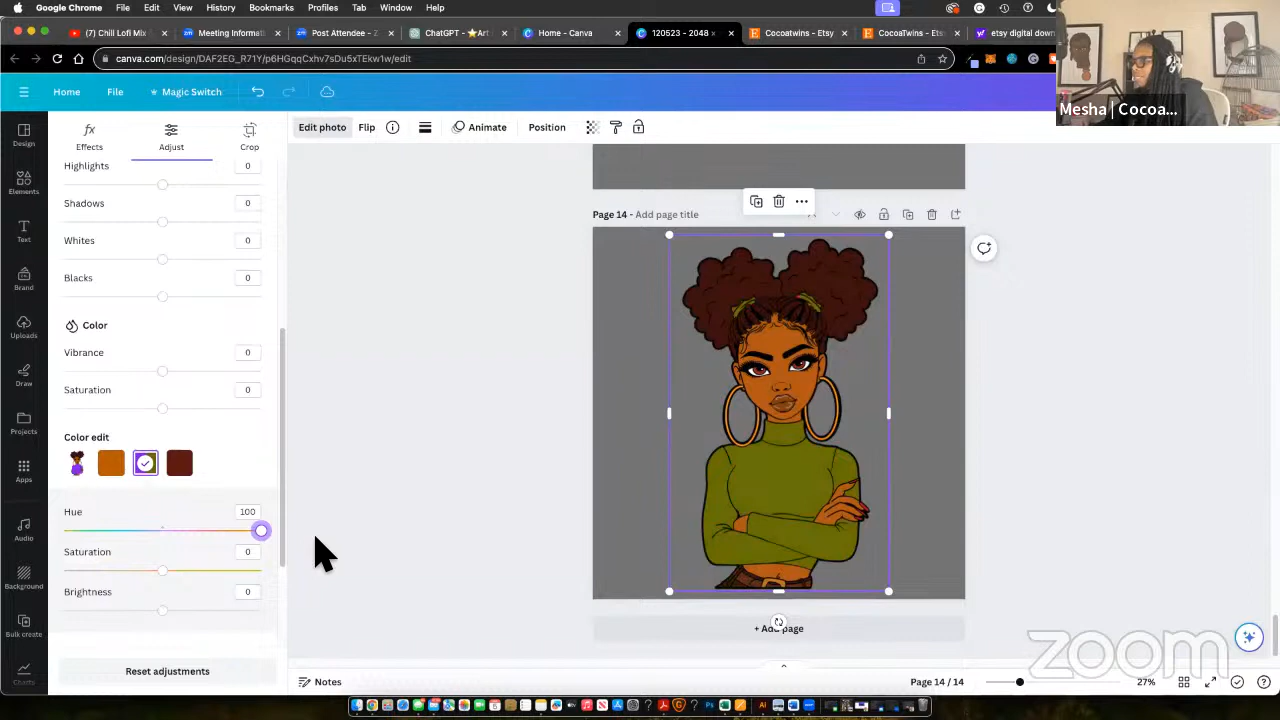 Google Chrome File Edit View History Bookmarks Profiles Tab Window Help
(7) Chill Lofi Mix
Meeting Informati
Post Attendee - Z
ChatGPT - ⭐Art
Home - Canva
120523 - 2048 ×
Cocoatwins - Etsy
CocoaTwins - Etsy
etsy digital down
canva.com/design/DAF2EG_R71Y/p6HGqqCxhv7sDu5xTEkw1w/edit
Home File Magic Switch
Mesha | Cocoa...
Design
Elements
Text
Brand
Uploads
Draw
Projects
Apps
Audio
Background
Bulk create
Charts
Effects Adjust Crop
Highlights 0
Shadows 0
Whites 0
Blacks 0
Color
Vibrance 0
Saturation 0
Color edit
Hue 100
Saturation 0
Brightness 0
Reset adjustments
Edit photo Flip Animate Position
Page 14 - Add page title
+ Add page
Notes
Page 14 / 14 27%
zoom